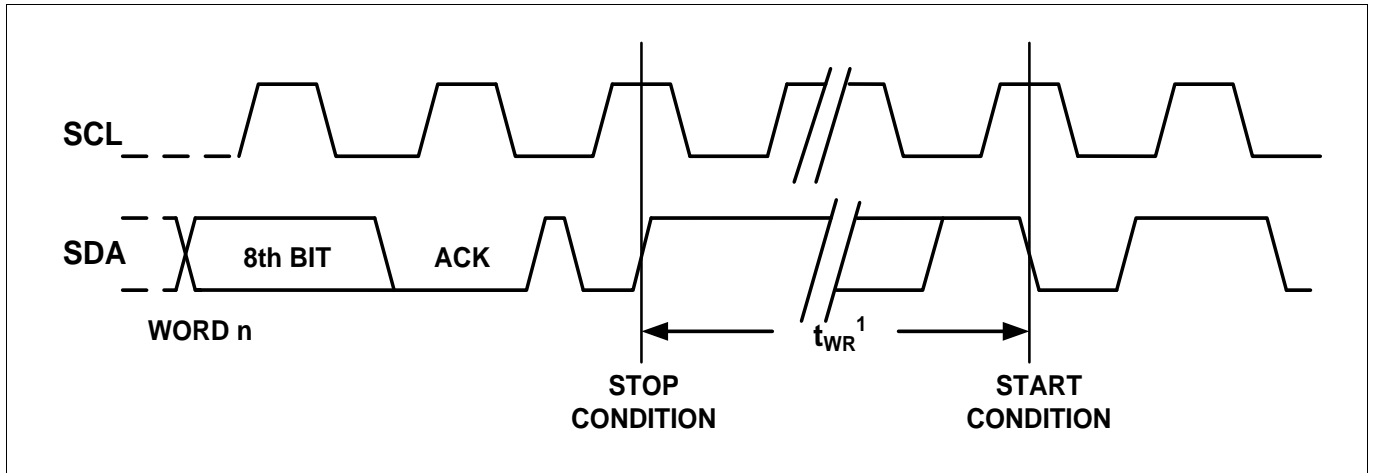 SCL
SDA
8th BIT
ACK
WORD n
tWR1
STOP
CONDITION
START
CONDITION